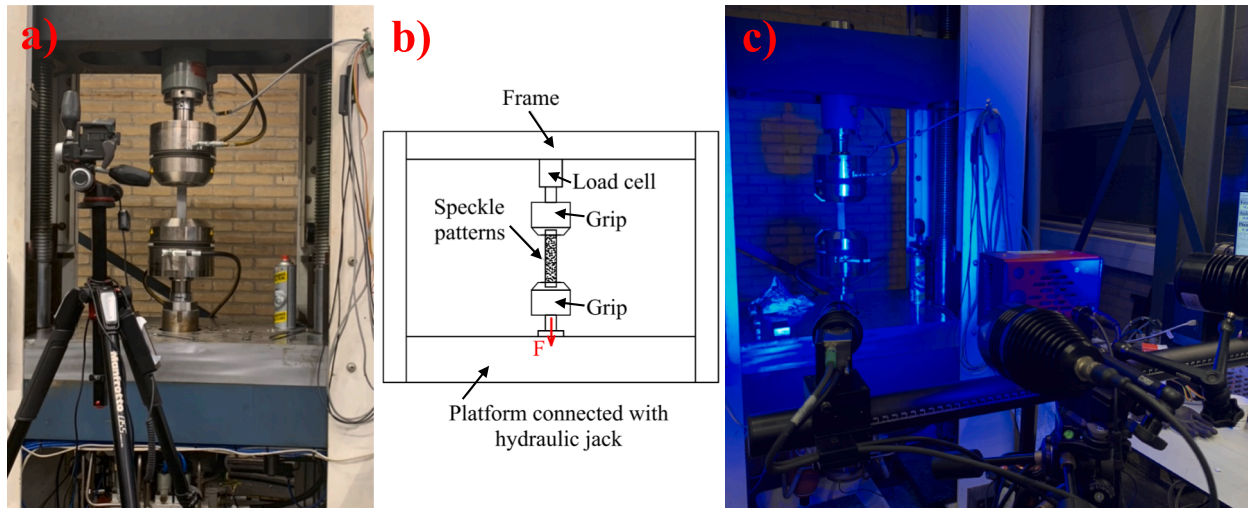 a)
b)
c)
Frame
Load cell
Speckle
patterns
Grip
Grip
F
Platform connected with
hydraulic jack
Manfrotto